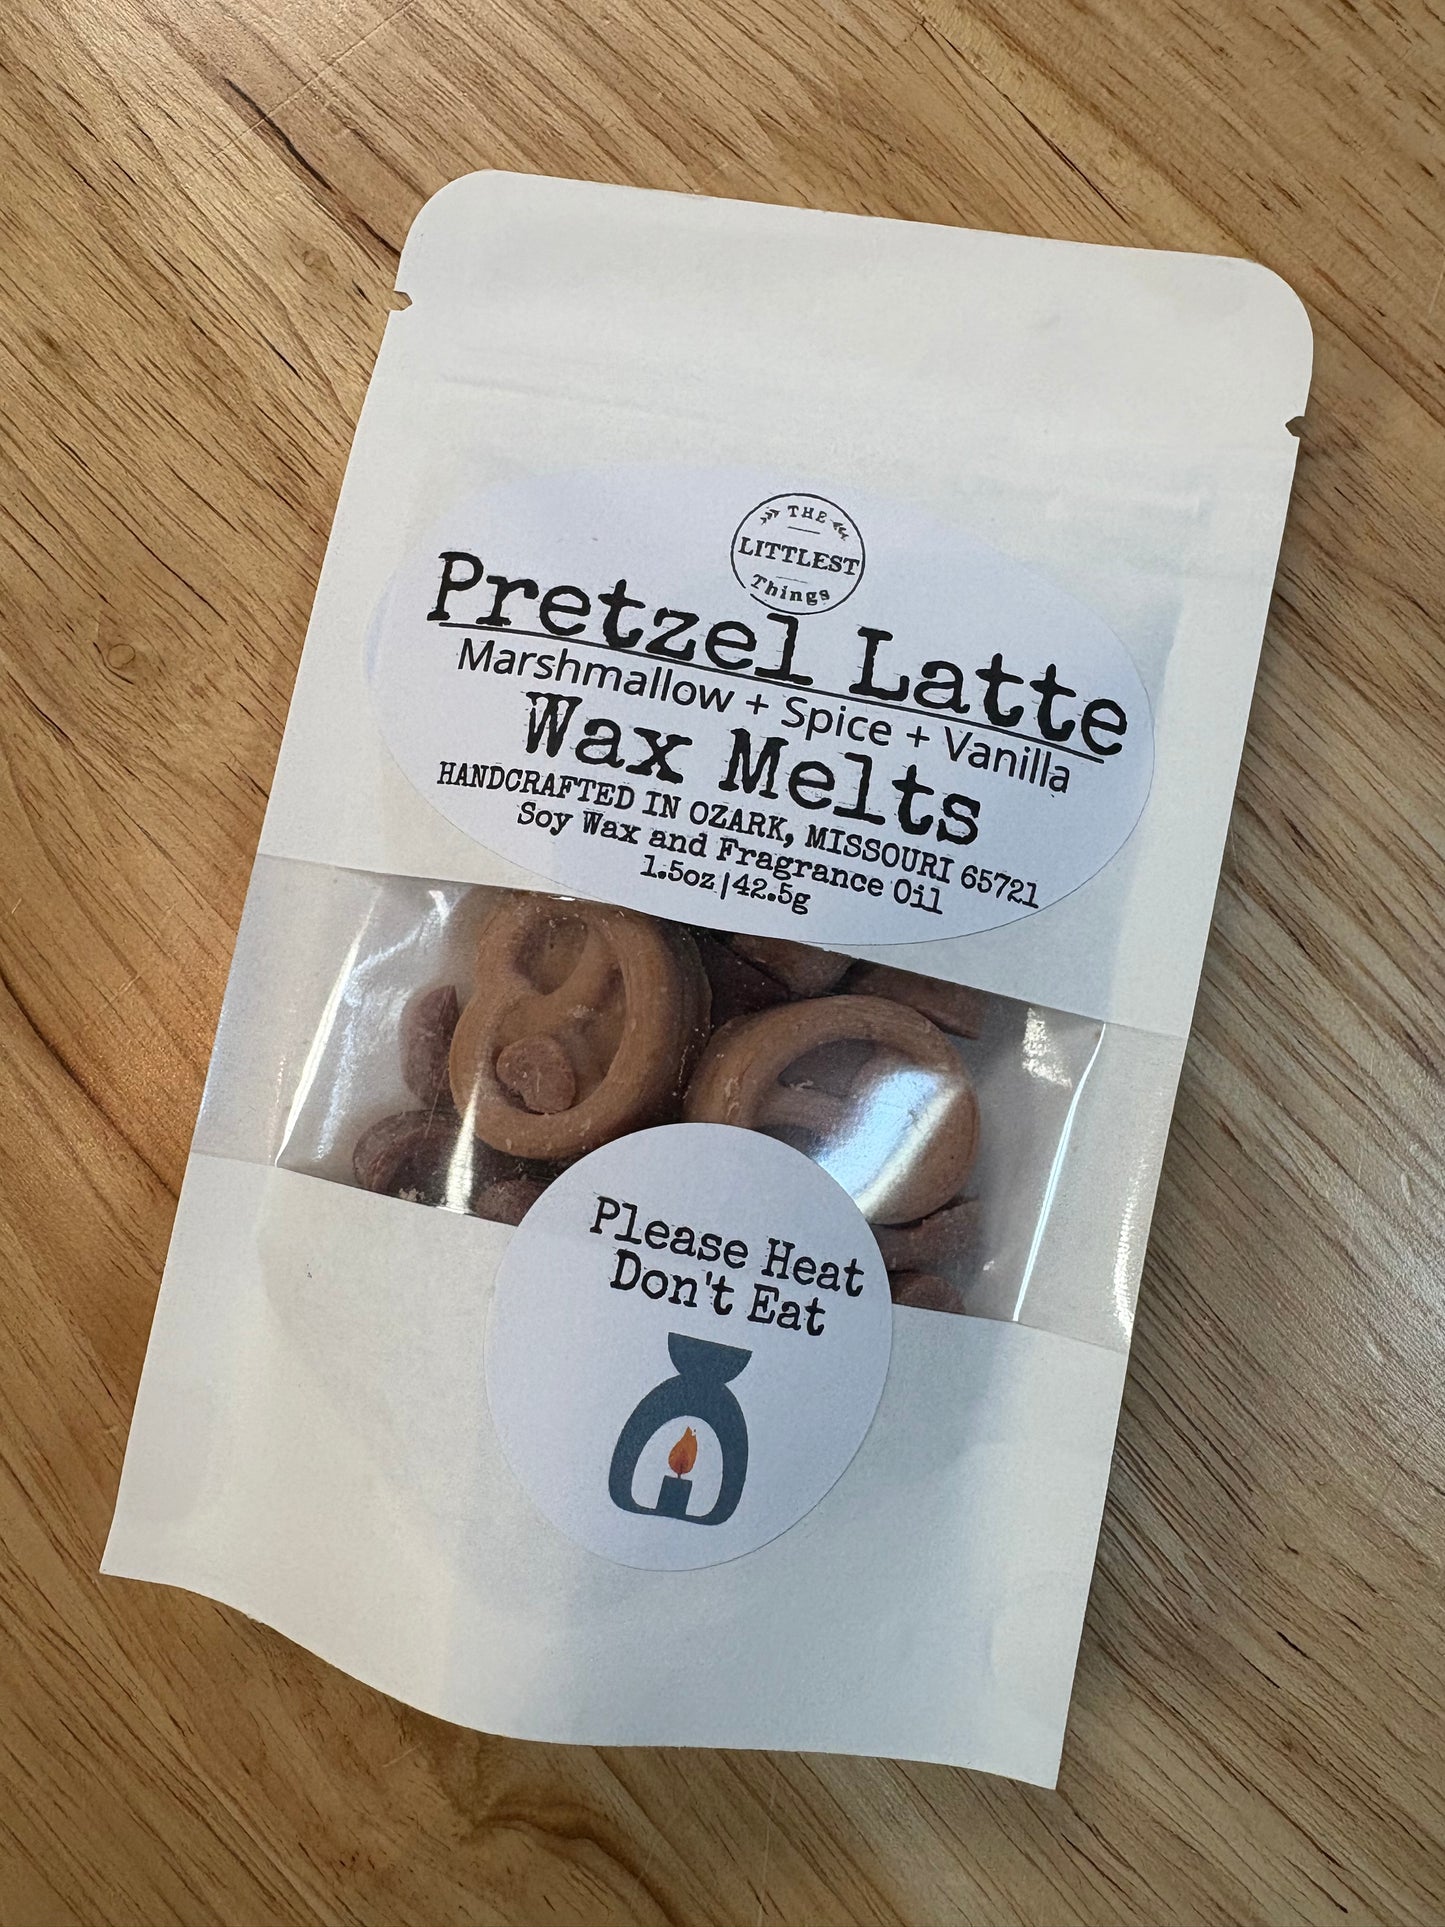 THE
LITTLEST
Things
Pretzel Latte
Marshmallow + Spice + Vanilla
Wax Melts
HANDCRAFTED IN OZARK, MISSOURI 65721
Soy Wax and Fragrance Oil
1.5oz|42.5g
Please Heat
Don't Eat